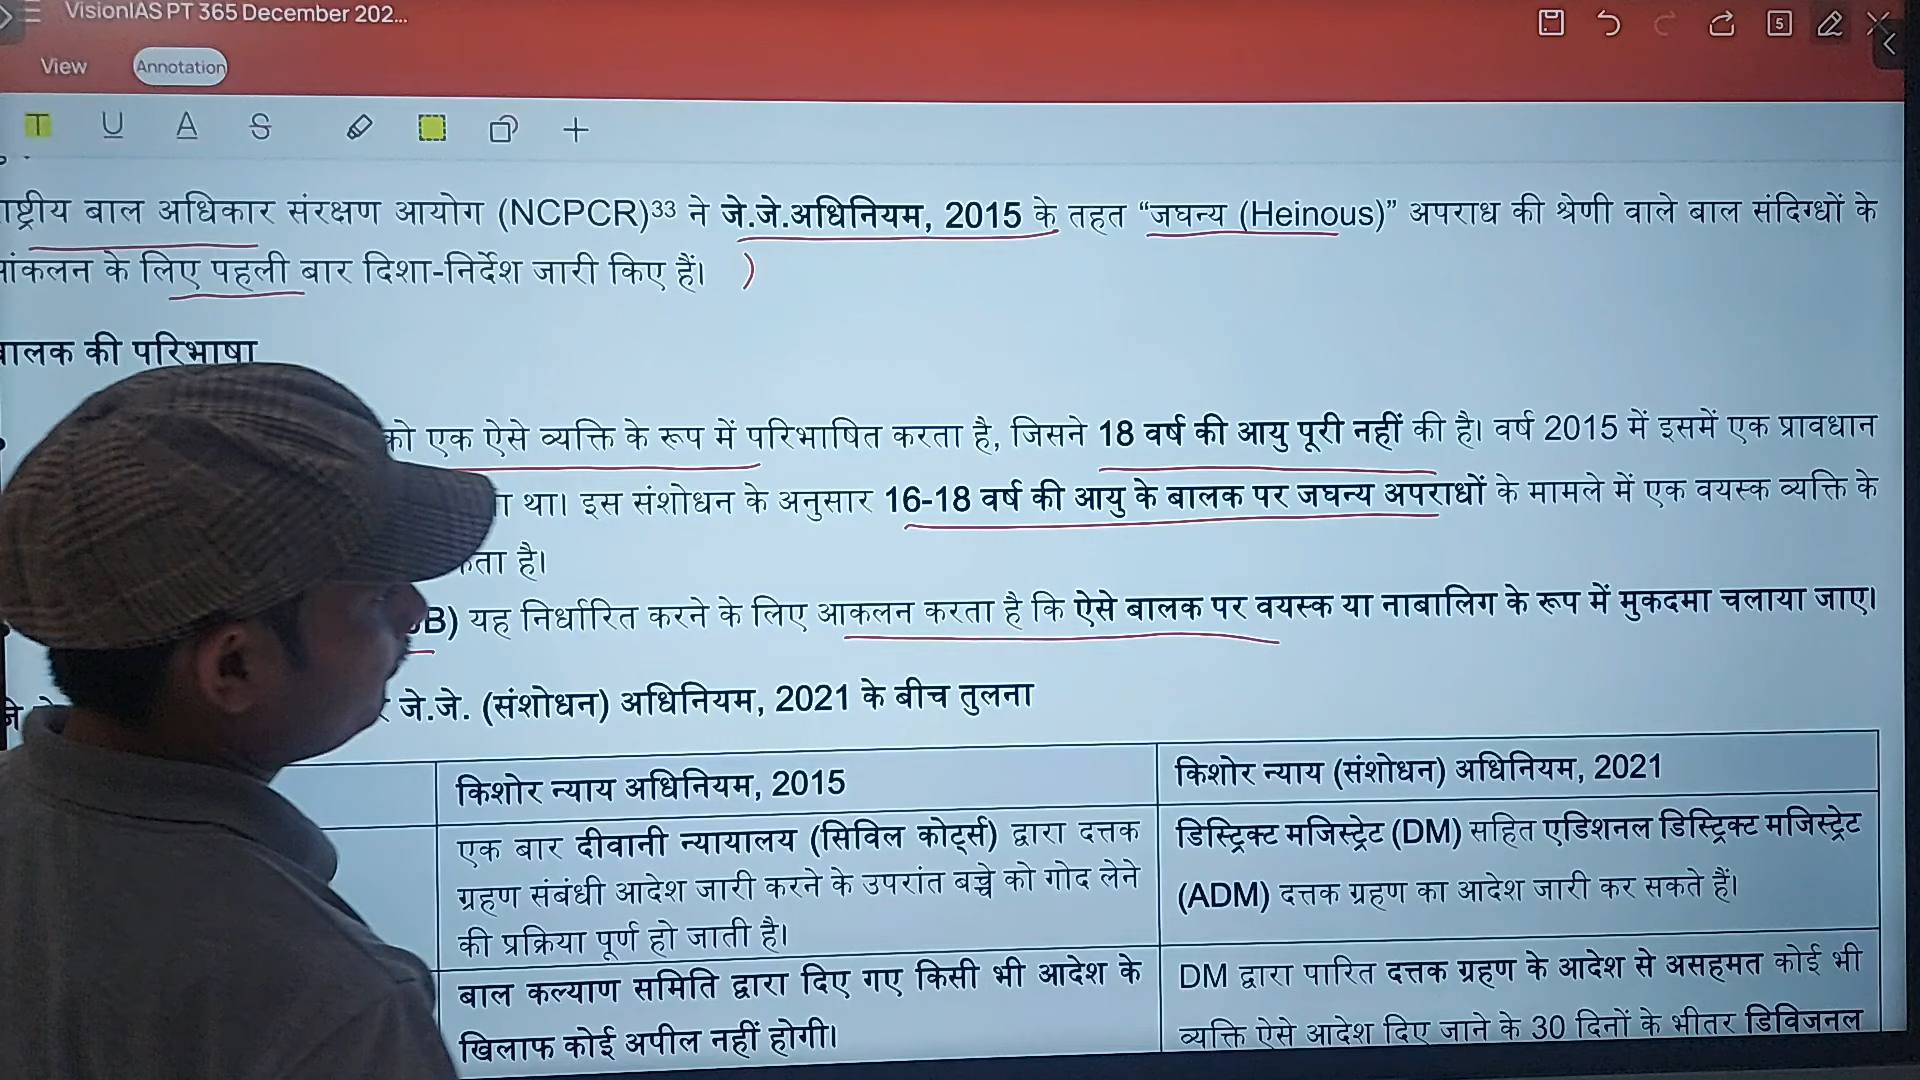 VisionIAS PT 365 December 202...
5
View
Annotation
T U A S
बाल अधिकार संरक्षण आयोग (NCPCR)33 ने जे.जे.अधिनियम, 2015 के तहत “जघन्य (Heinous)” अपराध की श्रेणी वाले बाल संदिग्धों के
के लिए पहली बार दिशा-निर्देश जारी किए हैं।
की परिभाषा
को एक ऐसे व्यक्ति के रूप में परिभाषित करता है, जिसने 18 वर्ष की आयु पूरी नहीं की है। वर्ष 2015 में इसमें एक प्रावधान
था। इस संशोधन के अनुसार 16-18 वर्ष की आयु के बालक पर जघन्य अपराधों के मामले में एक वयस्क व्यक्ति के
है।
B) यह निर्धारित करने के लिए आकलन करता है कि ऐसे बालक पर वयस्क या नाबालिग के रूप में मुकदमा चलाया जाए।
जे.जे. (संशोधन) अधिनियम, 2021 के बीच तुलना
किशोर न्याय अधिनियम, 2015
किशोर न्याय (संशोधन) अधिनियम, 2021
एक बार दीवानी न्यायालय (सिविल कोर्ट्स) द्वारा दत्तक
ग्रहण संबंधी आदेश जारी करने के उपरांत बच्चे को गोद लेने
की प्रक्रिया पूर्ण हो जाती है।
डिस्ट्रिक्ट मजिस्ट्रेट (DM) सहित एडिशनल डिस्ट्रिक्ट मजिस्ट्रेट
(ADM) दत्तक ग्रहण का आदेश जारी कर सकते हैं।
बाल कल्याण समिति द्वारा दिए गए किसी भी आदेश के
खिलाफ कोई अपील नहीं होगी।
DM द्वारा पारित दत्तक ग्रहण के आदेश से असहमत कोई भी
व्यक्ति ऐसे आदेश दिए जाने के 30 दिनों के भीतर डिविजनल